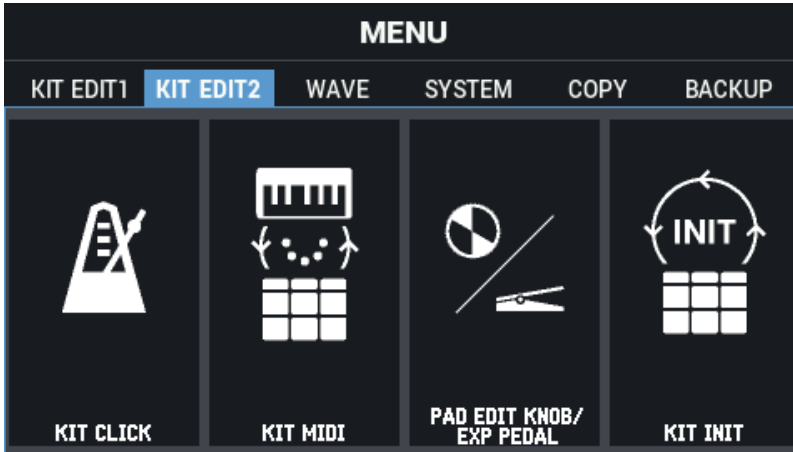 MENU
KIT EDIT1 KIT EDIT2 WAVE SYSTEM COPY BACKUP
INIT
KIT CLICK KIT MIDI PAD EDIT KNOB/
EXP PEDAL KIT INIT